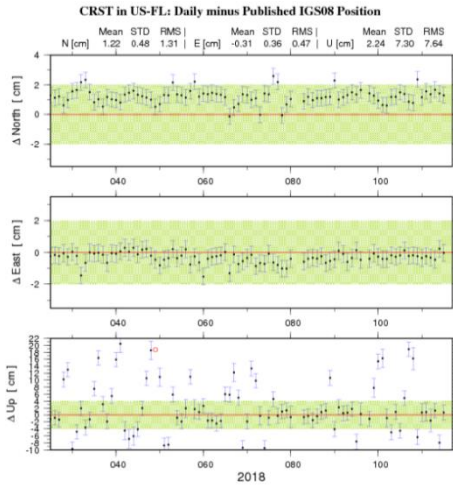 CRST in US-FL: Daily minus Published IGS08 Position
Mean STD RMS | Mean STD RMS | Mean STD RMS
N [cm] 1.22 0.48 1.31 | E [cm] -0.31 0.36 0.47 | U [cm] 2.24 7.30 7.64
Δ North [cm]
4
2
0
-2
040 060 080 100
Δ East [cm]
2
0
-2
040 060 080 100
Δ Up [cm]
22
20
18
16
14
12
10
8
6
4
2
0
-2
-4
-6
-8
-10
040 060 080 100
2018